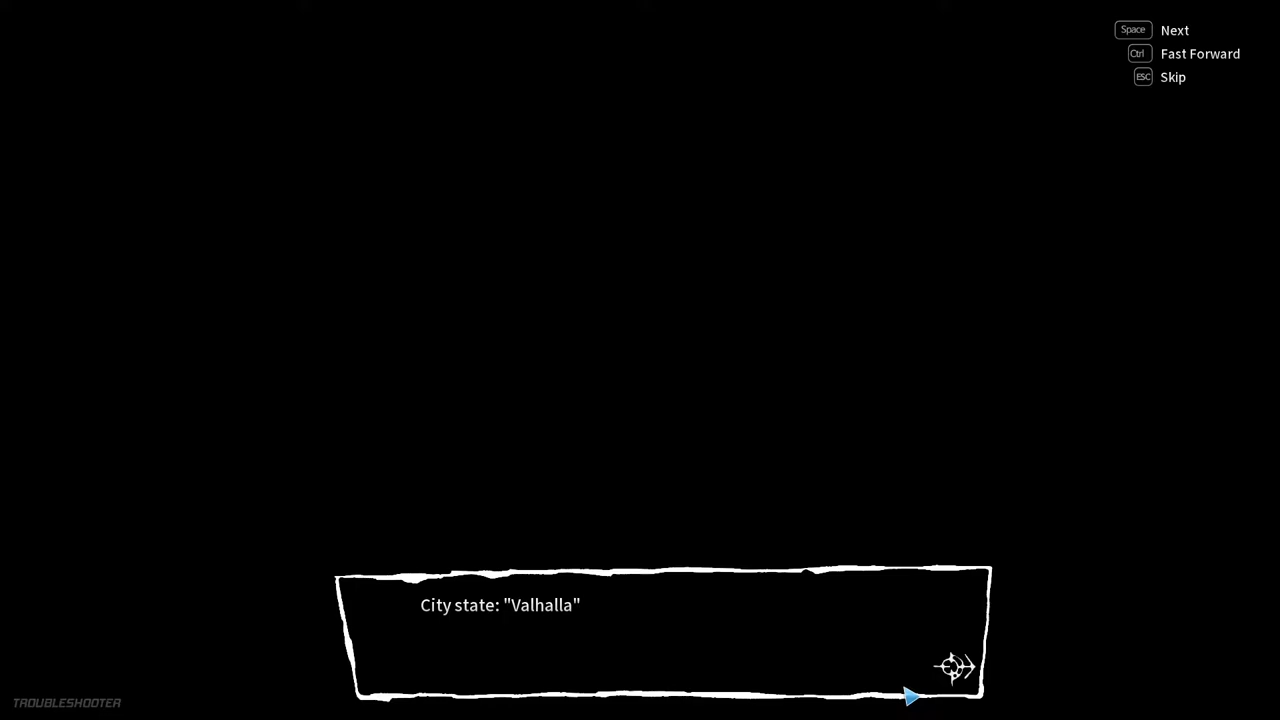 Space Next
Ctrl Fast Forward
ESC Skip
City state: "Valhalla"
TROUBLESHOOTER